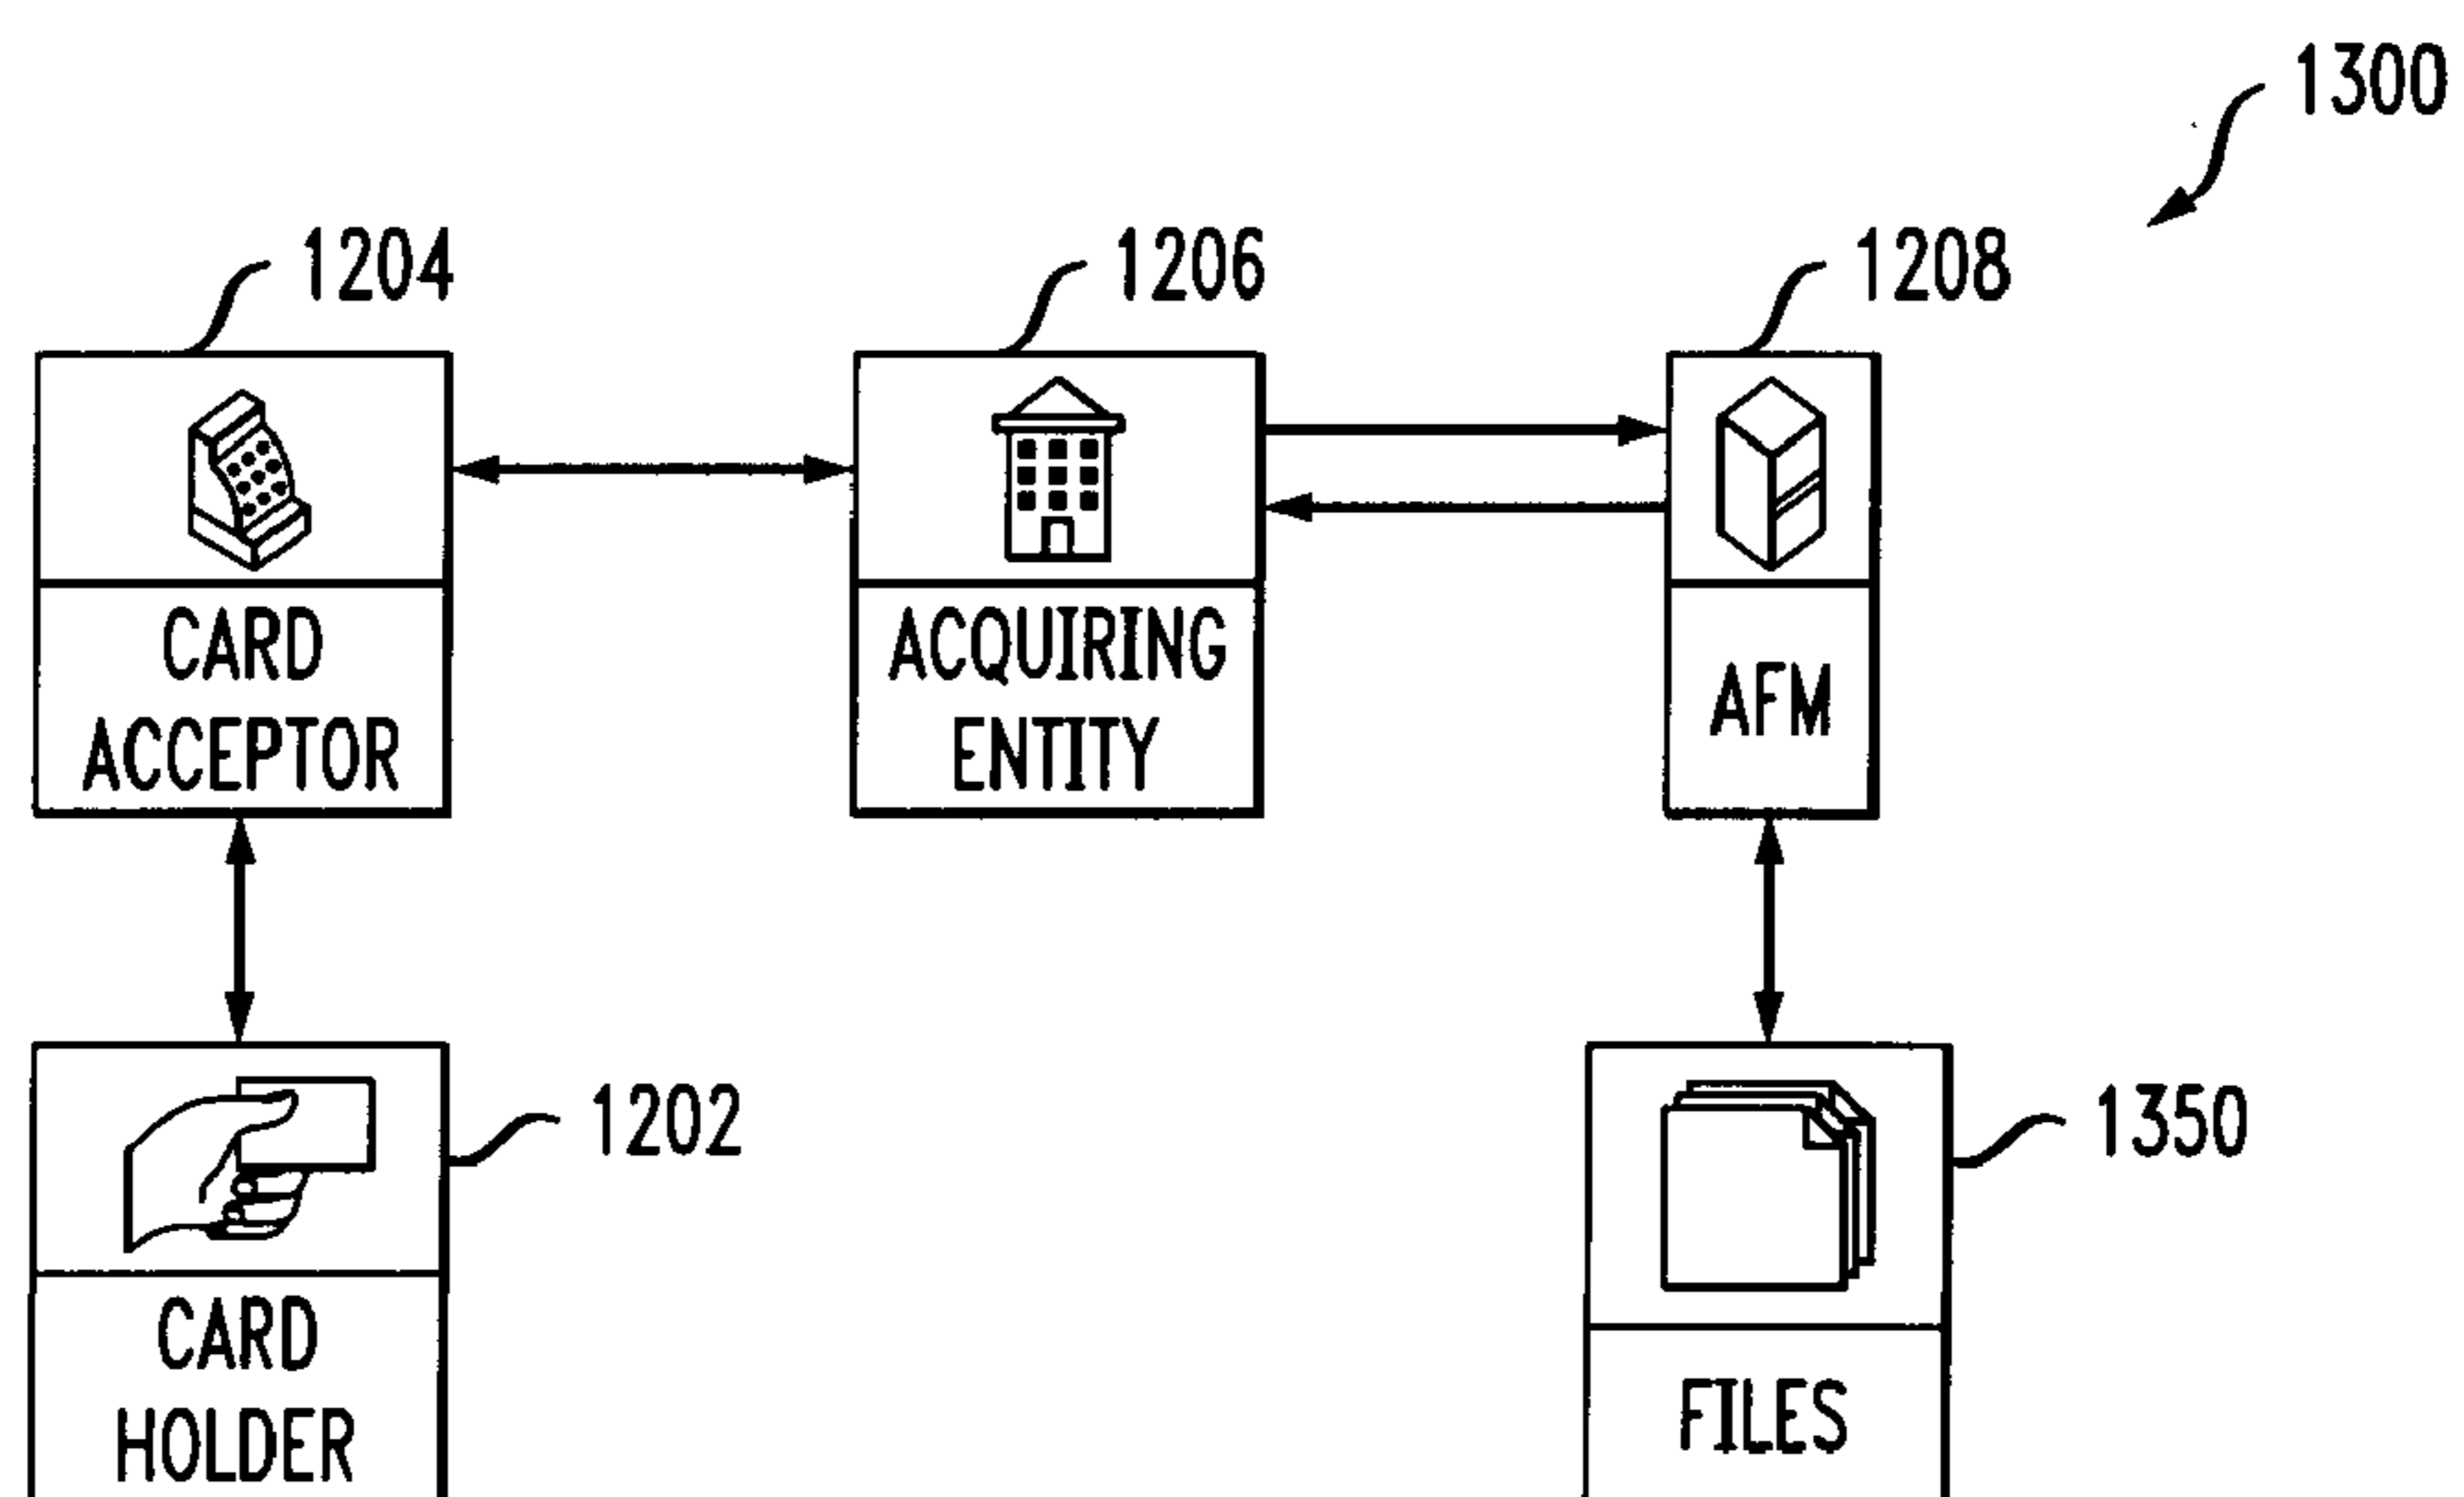 1300
1204
1206
1208
CARD
ACCEPTOR
ACQUIRING
ENTITY
AFM
1202
1350
CARD
HOLDER
FILES